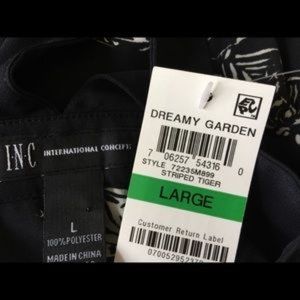 DREAMY GARDEN
7 06257 54316 0
STYLE 72235M899
STRIPED TIGER
LARGE
Customer Return Label
INC INTERNATIONAL CONCEPTS
L
100% POLYESTER
MADE IN CHINA